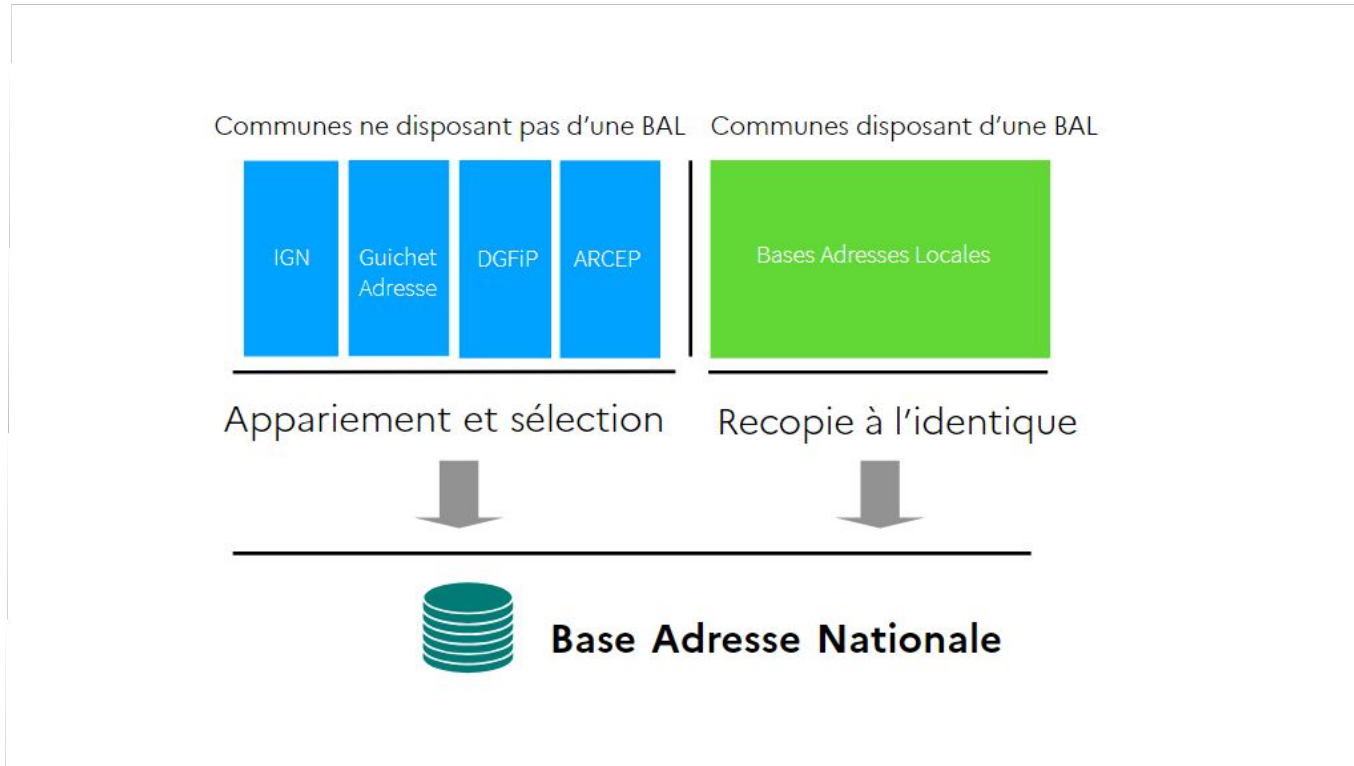 Communes ne disposant pas d'une BAL
Communes disposant d'une BAL
IGN
Guichet
Adresse
DGFiP
ARCEP
Bases Adresses Locales
Appariement et sélection
Recopie à l'identique
Base Adresse Nationale